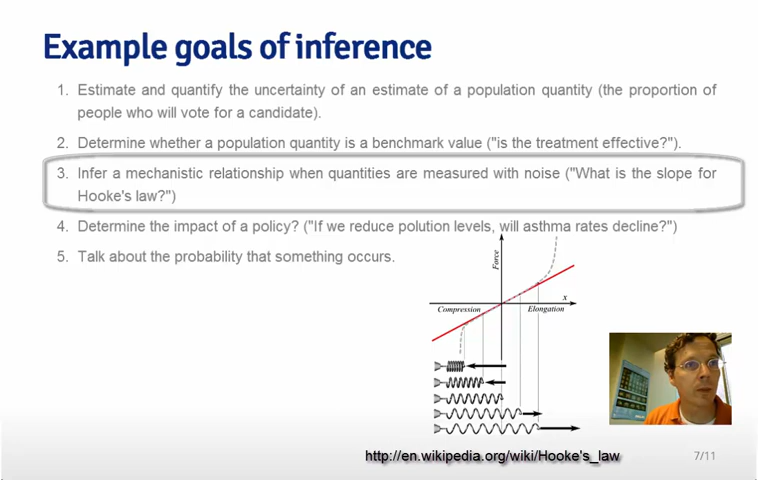 Example goals of inference
1. Estimate and quantify the uncertainty of an estimate of a population quantity (the proportion of
people who will vote for a candidate).
2. Determine whether a population quantity is a benchmark value ("is the treatment effective?").
3. Infer a mechanistic relationship when quantities are measured with noise ("What is the slope for
Hooke's law?")
4. Determine the impact of a policy? ("If we reduce polution levels, will asthma rates decline?")
5. Talk about the probability that something occurs.
Force
x
Compression
Elongation
http://en.wikipedia.org/wiki/Hooke's_law
7/11